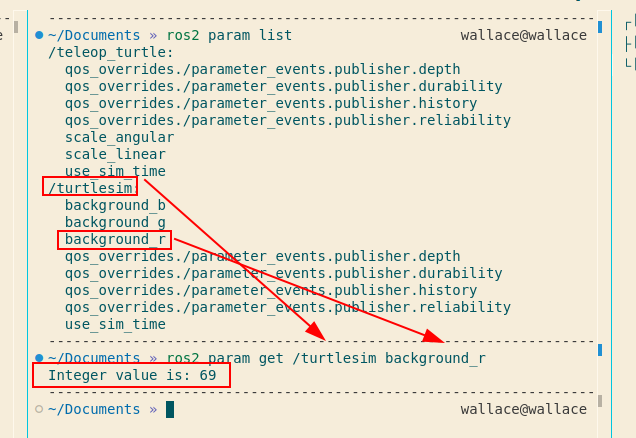 ~/Documents » ros2 param list wallace@wallace
/teleop_turtle:
qos_overrides./parameter_events.publisher.depth
qos_overrides./parameter_events.publisher.durability
qos_overrides./parameter_events.publisher.history
qos_overrides./parameter_events.publisher.reliability
scale_angular
scale_linear
use_sim_time
/turtlesim:
background_b
background_g
background_r
qos_overrides./parameter_events.publisher.depth
qos_overrides./parameter_events.publisher.durability
qos_overrides./parameter_events.publisher.history
qos_overrides./parameter_events.publisher.reliability
use_sim_time
~/Documents » ros2 param get /turtlesim background_r
Integer value is: 69
~/Documents » wallace@wallace